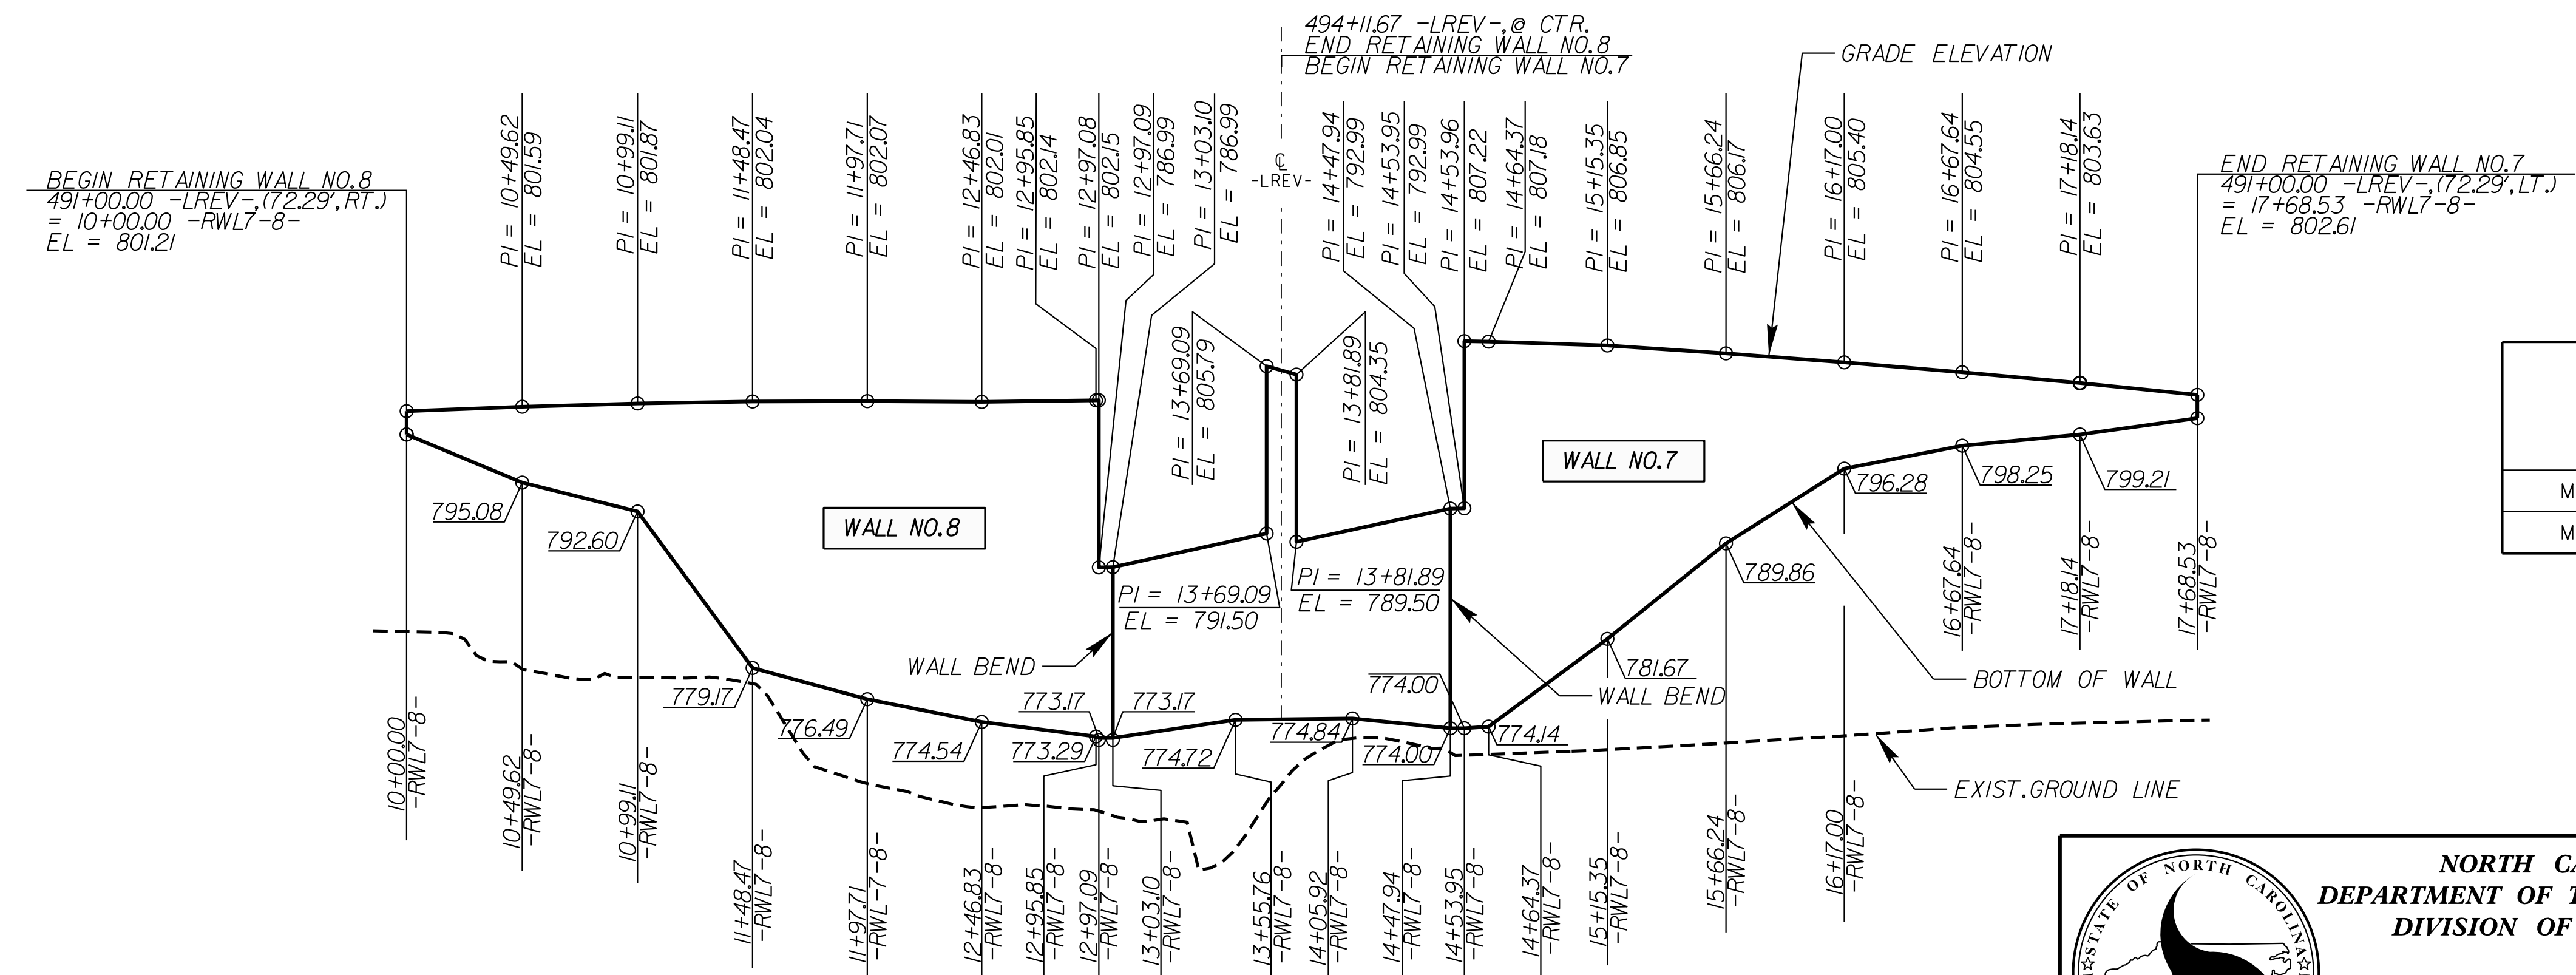 494+11.67 -LREV-,@ CTR.
END RETAINING WALL NO.8
BEGIN RETAINING WALL NO.7
GRADE ELEVATION
BEGIN RETAINING WALL NO.8
491+00.00 -LREV-,(72.29',RT.)
= 10+00.00 -RWL7-8-
EL = 801.21
PI = 10+49.62
EL = 801.59
PI = 10+99.11
EL = 801.87
PI = 11+48.47
EL = 802.04
PI = 11+97.71
EL = 802.07
PI = 12+46.83
EL = 802.01
PI = 12+95.85
EL = 802.14
PI = 12+97.08
EL = 802.15
PI = 12+97.09
EL = 786.99
PI = 13+03.10
EL = 786.99
℄
-LREV-
PI = 14+47.94
EL = 792.99
PI = 14+53.95
EL = 792.99
PI = 14+53.96
EL = 807.22
PI = 14+64.37
EL = 807.18
PI = 15+15.35
EL = 806.85
PI = 15+66.24
EL = 806.17
PI = 16+17.00
EL = 805.40
PI = 16+67.64
EL = 804.55
PI = 17+18.14
EL = 803.63
END RETAINING WALL NO.7
491+00.00 -LREV-,(72.29',LT.)
= 17+68.53 -RWL7-8-
EL = 802.61
PI = 13+69.09
EL = 805.79
PI = 13+81.89
EL = 804.35
WALL NO.7
WALL NO.8
795.08
792.60
796.28
798.25
799.21
M
M
PI = 13+69.09
EL = 791.50
PI = 13+81.89
EL = 789.50
789.86
WALL BEND
781.67
WALL BEND
BOTTOM OF WALL
779.17
776.49
774.54
773.17
773.29
773.17
774.72
774.84
774.00
774.00
774.14
EXIST.GROUND LINE
10+00.00
-RWL7-8-
10+49.62
-RWL7-8-
10+99.11
-RWL7-8-
11+48.47
-RWL7-8-
11+97.71
-RWL-7-8-
12+46.83
-RWL7-8-
12+95.85
-RWL7-8-
12+97.09
-RWL7-8-
13+03.10
-RWL7-8-
13+55.76
-RWL7-8-
14+05.92
-RWL7-8-
14+47.94
-RWL7-8-
14+53.95
-RWL7-8-
14+64.37
-RWL7-8-
15+15.35
-RWL7-8-
15+66.24
-RWL7-8-
16+17.00
-RWL7-8-
16+67.64
-RWL7-8-
17+18.14
-RWL7-8-
17+68.53
-RWL7-8-
STATE OF NORTH CAROLINA
NORTH CA
DEPARTMENT OF T
DIVISION OF